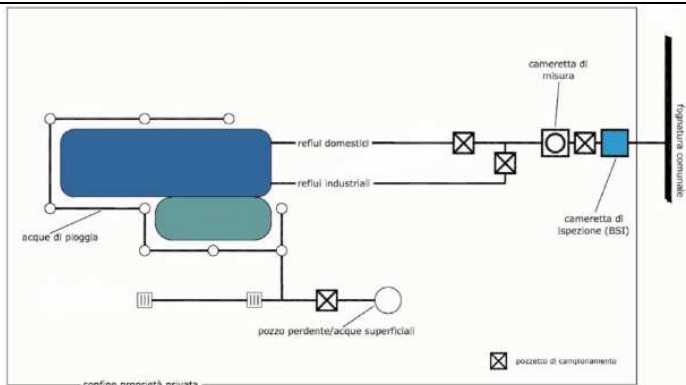 cameretta di
misura
fognatura comunale
reflui domestici
reflui industriali
cameretta di
ispezione (BSI)
acque di pioggia
pozzo perdente/acque superficiali
pozzetto di campionamento
confine proprietà privata